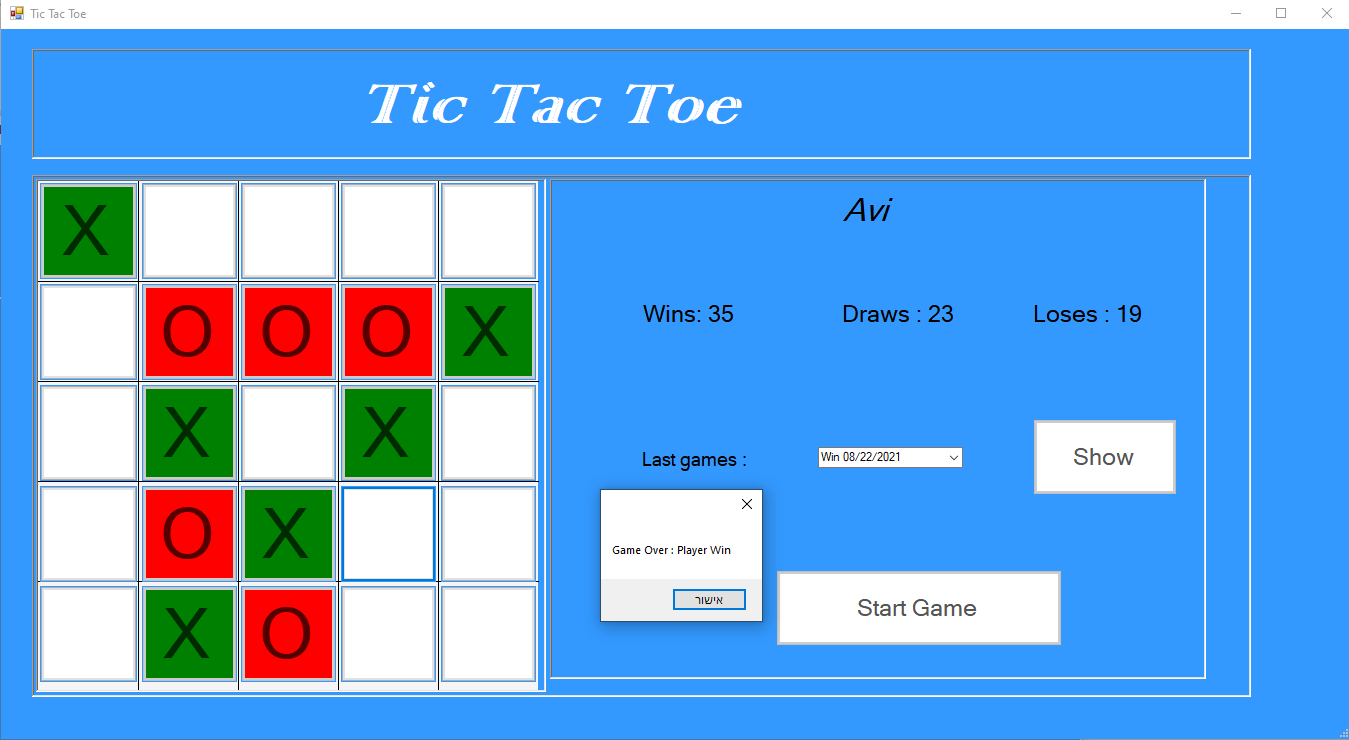 Tic Tac Toe
Tic Tac Toe
X
O O O X
X X
O X
X O
Avi
Wins: 35 Draws : 23 Loses : 19
Last games : Win 08/22/2021 Show
Game Over : Player Win
אישור
Start Game